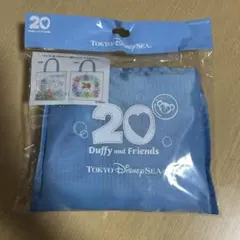 20
TOKYO DISNEYSEA®
20
Duffy and Friends
TOKYO DISNEYSEA